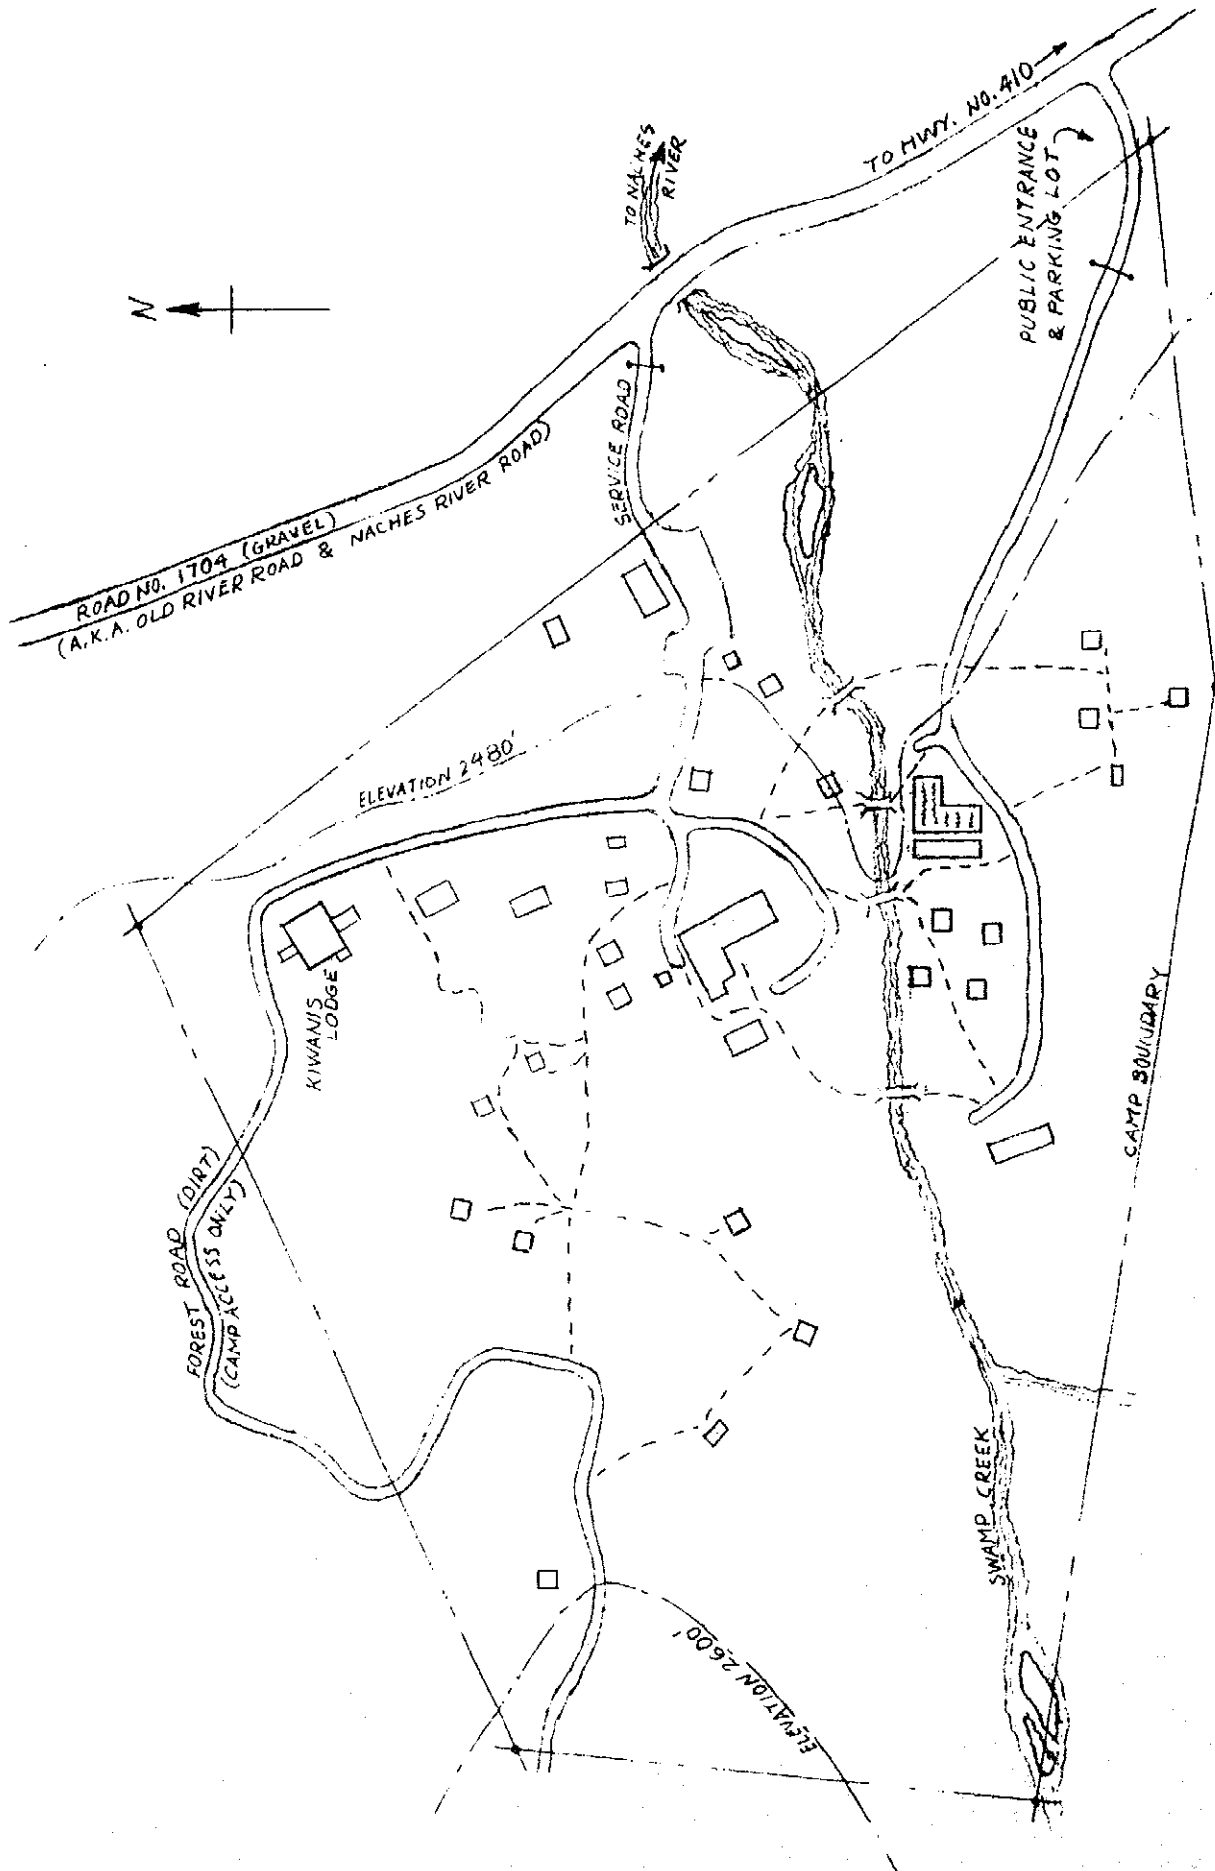 N
TO NACHES
RIVER
TO HWY. NO. 410
PUBLIC ENTRANCE
& PARKING LOT
ROAD NO. 1704 (GRAVEL)
(A.K.A. OLD RIVER ROAD & NACHES RIVER ROAD)
SERVICE ROAD
ELEVATION 2480'
KIWANIS
LODGE
FOREST ROAD (DIRT)
(CAMP ACCESS ONLY)
CAMP BOUNDARY
SWAMP CREEK
ELEVATION 2600'